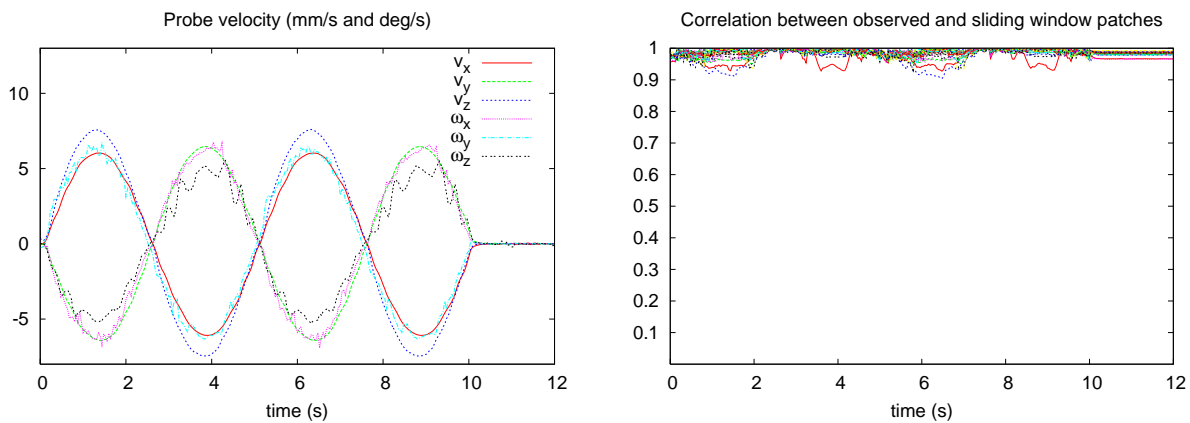 Probe velocity (mm/s and deg/s)
10
5
0
-5
0 2 4 6 8 10 12
time (s)
v_x
v_y
v_z
ω_x
ω_y
ω_z
Correlation between observed and sliding window patches
1
0.9
0.8
0.7
0.6
0.5
0.4
0.3
0.2
0.1
0 2 4 6 8 10 12
time (s)